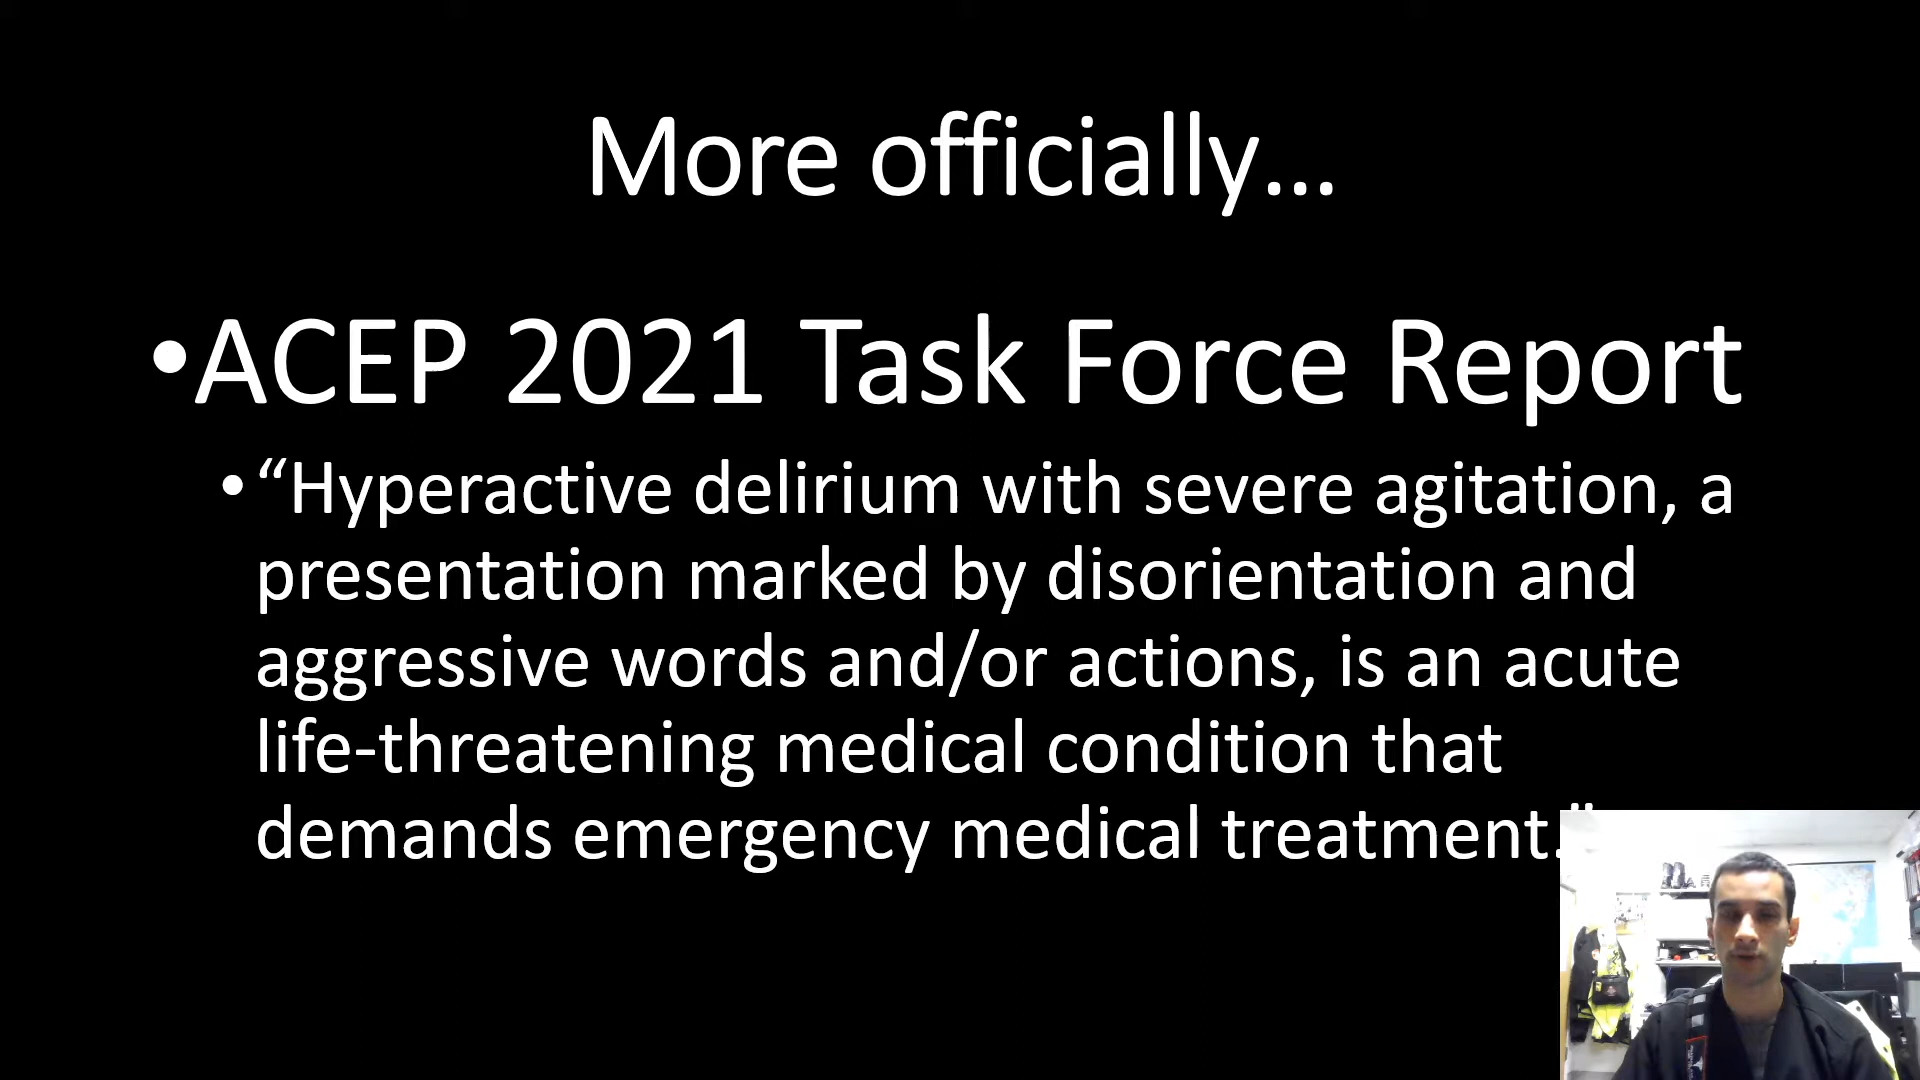 More officially...
•ACEP 2021 Task Force Report
• “Hyperactive delirium with severe agitation, a
presentation marked by disorientation and
aggressive words and/or actions, is an acute
life-threatening medical condition that
demands emergency medical treatment.”